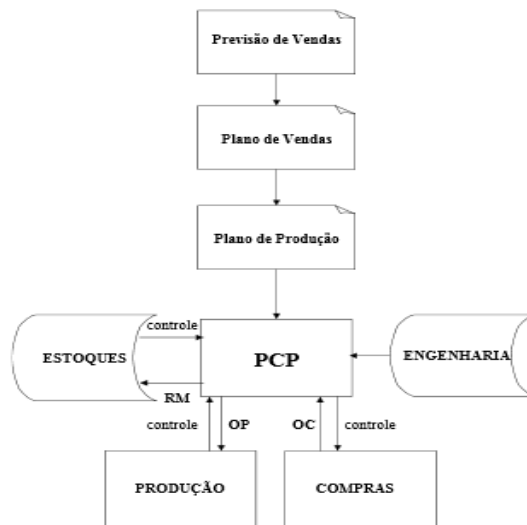 Previsão de Vendas
Plano de Vendas
Plano de Produção
controle
ESTOQUES
PCP
ENGENHARIA
RM
controle
OP
OC
controle
PRODUÇÃO
COMPRAS